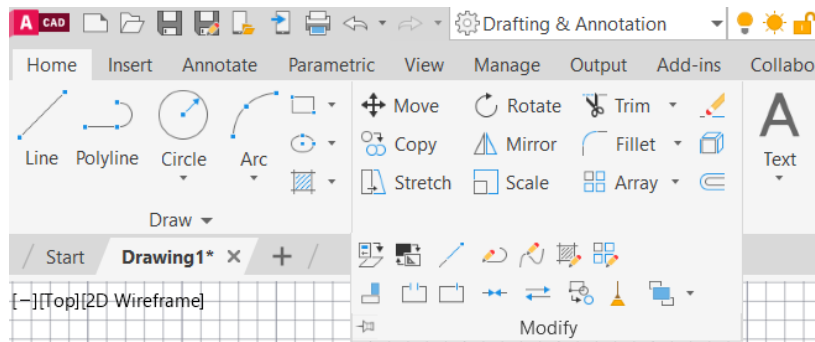 A CAD Drafting & Annotation
Home Insert Annotate Parametric View Manage Output Add-ins Collabo
Move Rotate Trim
Copy Mirror Fillet
Line Polyline Circle Arc Text
Stretch Scale Array
Draw
Start Drawing1* × +
[−][Top][2D Wireframe]
Modify